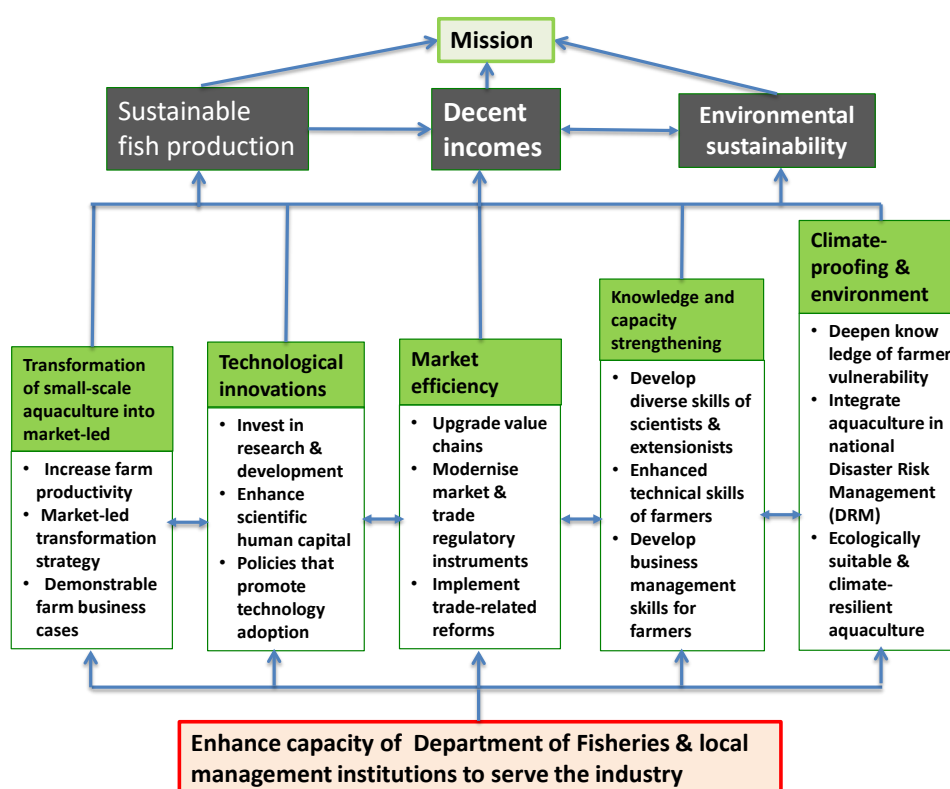 Mission
Sustainable
fish production
Decent
incomes
Environmental
sustainability
Transformation
of small-scale
aquaculture into
market-led
• Increase farm
productivity
• Market-led
transformation
strategy
• Demonstrable
farm business
cases
Technological
innovations
• Invest in
research &
development
• Enhance
scientific
human capital
• Policies that
promote
technology
adoption
Market
efficiency
• Upgrade value
chains
• Modernise
market &
trade
regulatory
instruments
• Implement
trade-related
reforms
Knowledge and
capacity
strengthening
• Develop
diverse skills of
scientists &
extensionists
• Enhanced
technical skills
of farmers
• Develop
business
management
skills for
farmers
Climate-
proofing &
environment
• Deepen know
ledge of farmer
vulnerability
• Integrate
aquaculture in
national
Disaster Risk
Management
(DRM)
• Ecologically
suitable &
climate-
resilient
aquaculture
Enhance capacity of Department of Fisheries & local
management institutions to serve the industry